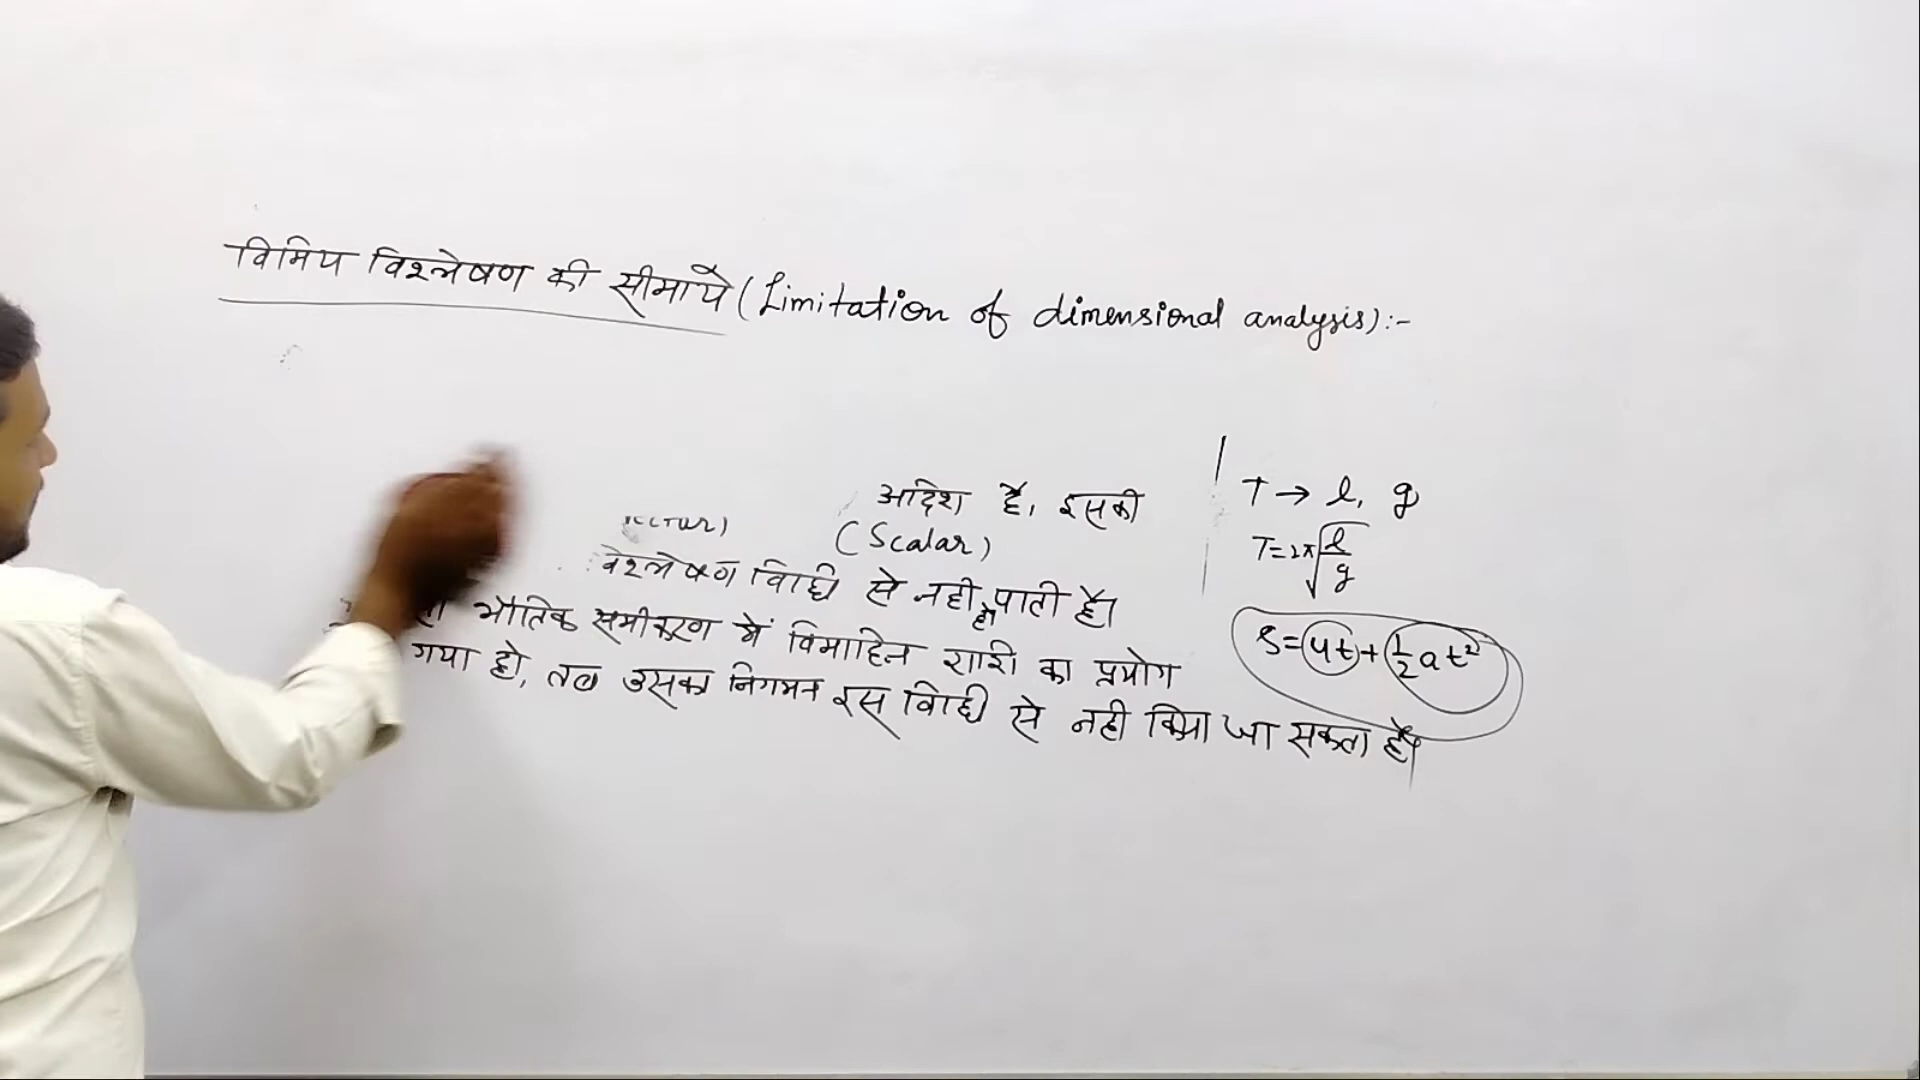 विमिय विश्लेषण की सीमायें (Limitation of dimensional analysis):-
आदिश है, इसकी
(Scalar)
विधि से नही हो पाती है।
भौतिक समीकरण में विमाहिन राशी का प्रयोग
गया हो, तब उसका निगमन इस विधि से नही किया जा सकता है।
T → l, g
T=2π√l/g
S=ut+1/2at²